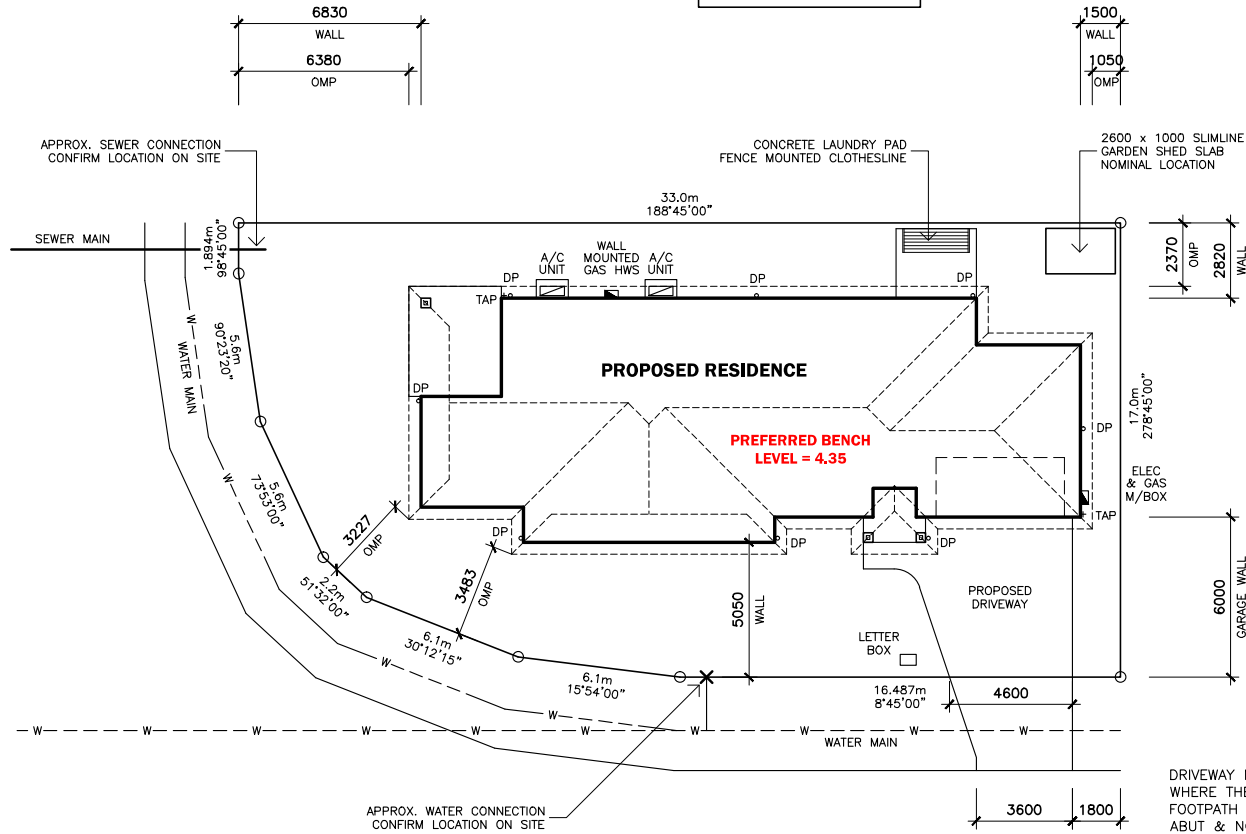 6830
WALL
6380
OMP
1500
WALL
1050
OMP
APPROX. SEWER CONNECTION
CONFIRM LOCATION ON SITE
CONCRETE LAUNDRY PAD
FENCE MOUNTED CLOTHESLINE
2600 x 1000 SLIMLINE
GARDEN SHED SLAB
NOMINAL LOCATION
33.0m
188°45'00"
SEWER MAIN
1.894m
98°45'00"
A/C
UNIT
WALL
MOUNTED
GAS HWS
A/C
UNIT
DP
DP
DP
TAP
2370
OMP
2820
WALL
W
WATER MAIN
W
W
W
5.6m
90°23'20"
PROPOSED RESIDENCE
DP
PREFERRED BENCH
LEVEL = 4.35
17.0m
278°45'00"
DP
ELEC
& GAS
M/BOX
TAP
5.6m
73°53'00"
3227
OMP
DP
DP
DP
3483
OMP
2.2m
51°32'00"
5050
WALL
PROPOSED
DRIVEWAY
6000
GARAGE WALL
6.1m
30°12'15"
LETTER
BOX
6.1m
15°54'00"
16.487m
8°45'00"
4600
W
W
W
W
W
W
W
W
W
W
WATER MAIN
APPROX. WATER CONNECTION
CONFIRM LOCATION ON SITE
3600
1800
DRIVEWAY
WHERE THE
FOOTPATH
ABUT &